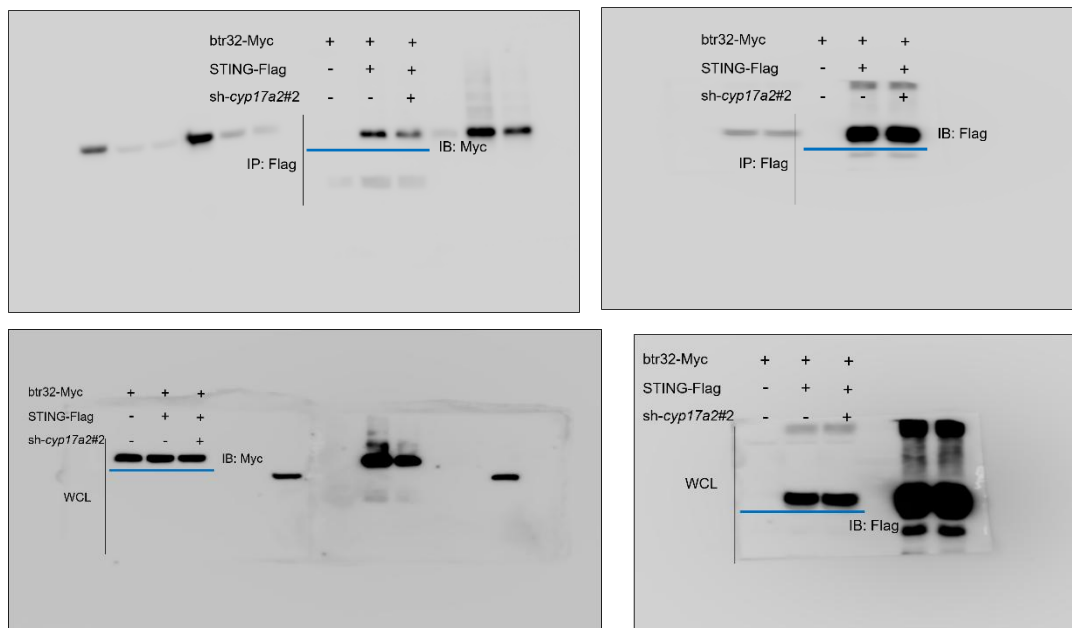 btr32-Myc + + +
STING-Flag - + +
sh-cyp17a2#2 - - +
IB: Myc
IP: Flag
btr32-Myc + + +
STING-Flag - + +
sh-cyp17a2#2 - - +
IB: Flag
IP: Flag
btr32-Myc + + +
STING-Flag - + +
sh-cyp17a2#2 - - +
IB: Myc
WCL
btr32-Myc + + +
STING-Flag - + +
sh-cyp17a2#2 - - +
WCL
IB: Flag